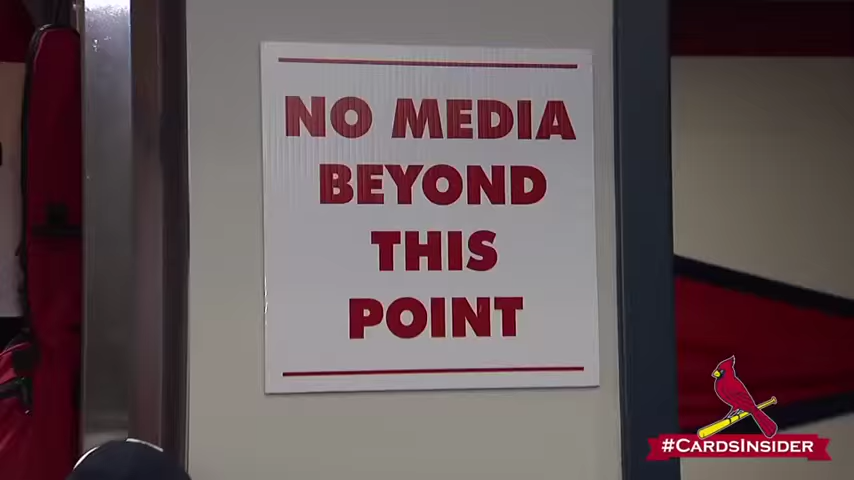 NO MEDIA
BEYOND
THIS
POINT
#CARDSINSIDER